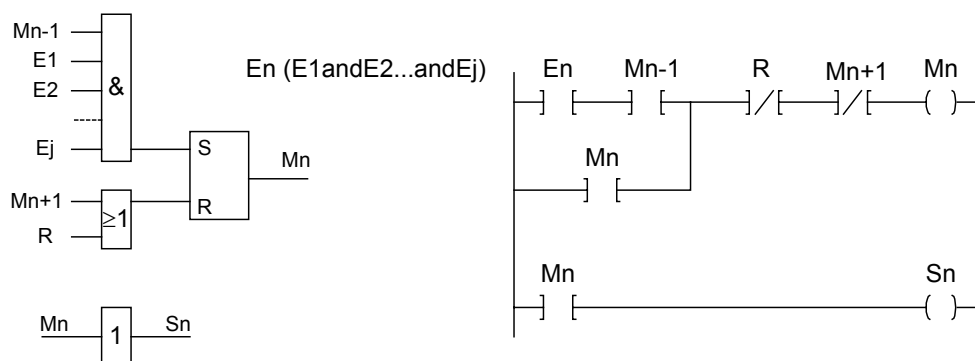 Mn-1
E1
E2
&
Ej
S
Mn
Mn+1
R
≥1
R
Mn
1
Sn
En (E1andE2...andEj)
En
Mn-1
R
Mn+1
Mn
Mn
Mn
Sn